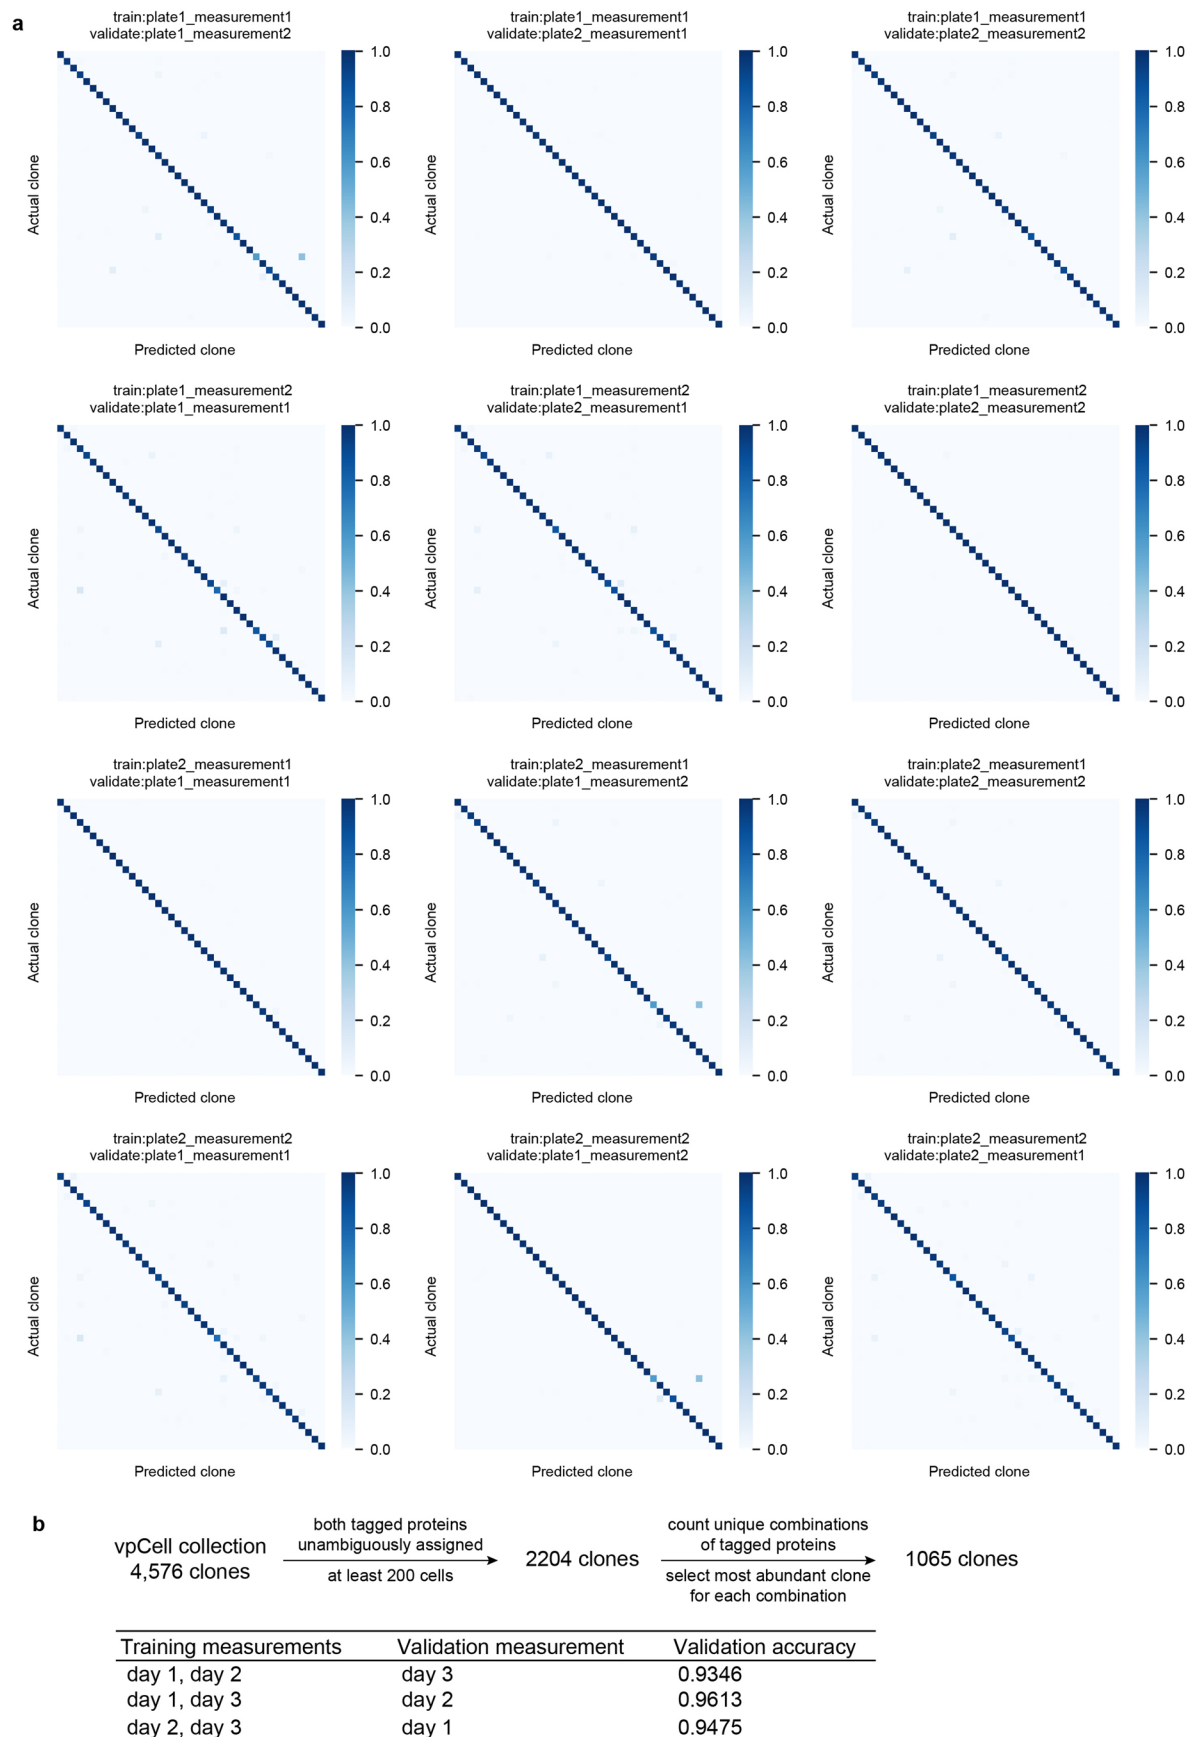 a
train:plate1_measurement1
validate:plate1_measurement2
1.0
0.8
0.6
0.4
0.2
0.0
Actual clone
Predicted clone
train:plate1_measurement1
validate:plate2_measurement1
1.0
0.8
0.6
0.4
0.2
0.0
Actual clone
Predicted clone
train:plate1_measurement1
validate:plate2_measurement2
1.0
0.8
0.6
0.4
0.2
0.0
Actual clone
Predicted clone
train:plate1_measurement2
validate:plate1_measurement1
1.0
0.8
0.6
0.4
0.2
0.0
Actual clone
Predicted clone
train:plate1_measurement2
validate:plate2_measurement1
1.0
0.8
0.6
0.4
0.2
0.0
Actual clone
Predicted clone
train:plate1_measurement2
validate:plate2_measurement2
1.0
0.8
0.6
0.4
0.2
0.0
Actual clone
Predicted clone
train:plate2_measurement1
validate:plate1_measurement1
1.0
0.8
0.6
0.4
0.2
0.0
Actual clone
Predicted clone
train:plate2_measurement1
validate:plate1_measurement2
1.0
0.8
0.6
0.4
0.2
0.0
Actual clone
Predicted clone
train:plate2_measurement1
validate:plate2_measurement2
1.0
0.8
0.6
0.4
0.2
0.0
Actual clone
Predicted clone
train:plate2_measurement2
validate:plate1_measurement1
1.0
0.8
0.6
0.4
0.2
0.0
Actual clone
Predicted clone
train:plate2_measurement2
validate:plate1_measurement2
1.0
0.8
0.6
0.4
0.2
0.0
Actual clone
Predicted clone
train:plate2_measurement2
validate:plate2_measurement1
1.0
0.8
0.6
0.4
0.2
0.0
Actual clone
Predicted clone
b
vpCell collection
4,576 clones
both tagged proteins
unambiguously assigned
at least 200 cells
2204 clones
count unique combinations
of tagged proteins
select most abundant clone
for each combination
1065 clones
Training measurements Validation measurement Validation accuracy
day 1, day 2 day 3 0.9346
day 1, day 3 day 2 0.9613
day 2, day 3 day 1 0.9475